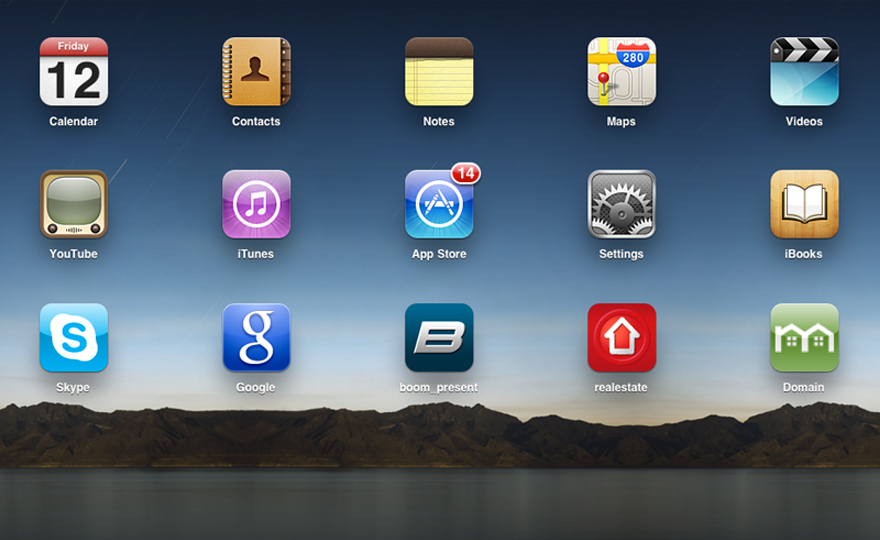 Friday
12
Calendar
Contacts
Notes
280
Maps
Videos
YouTube
iTunes
14
App Store
Settings
iBooks
S
Skype
g
Google
B
boom_present
realestate
Domain